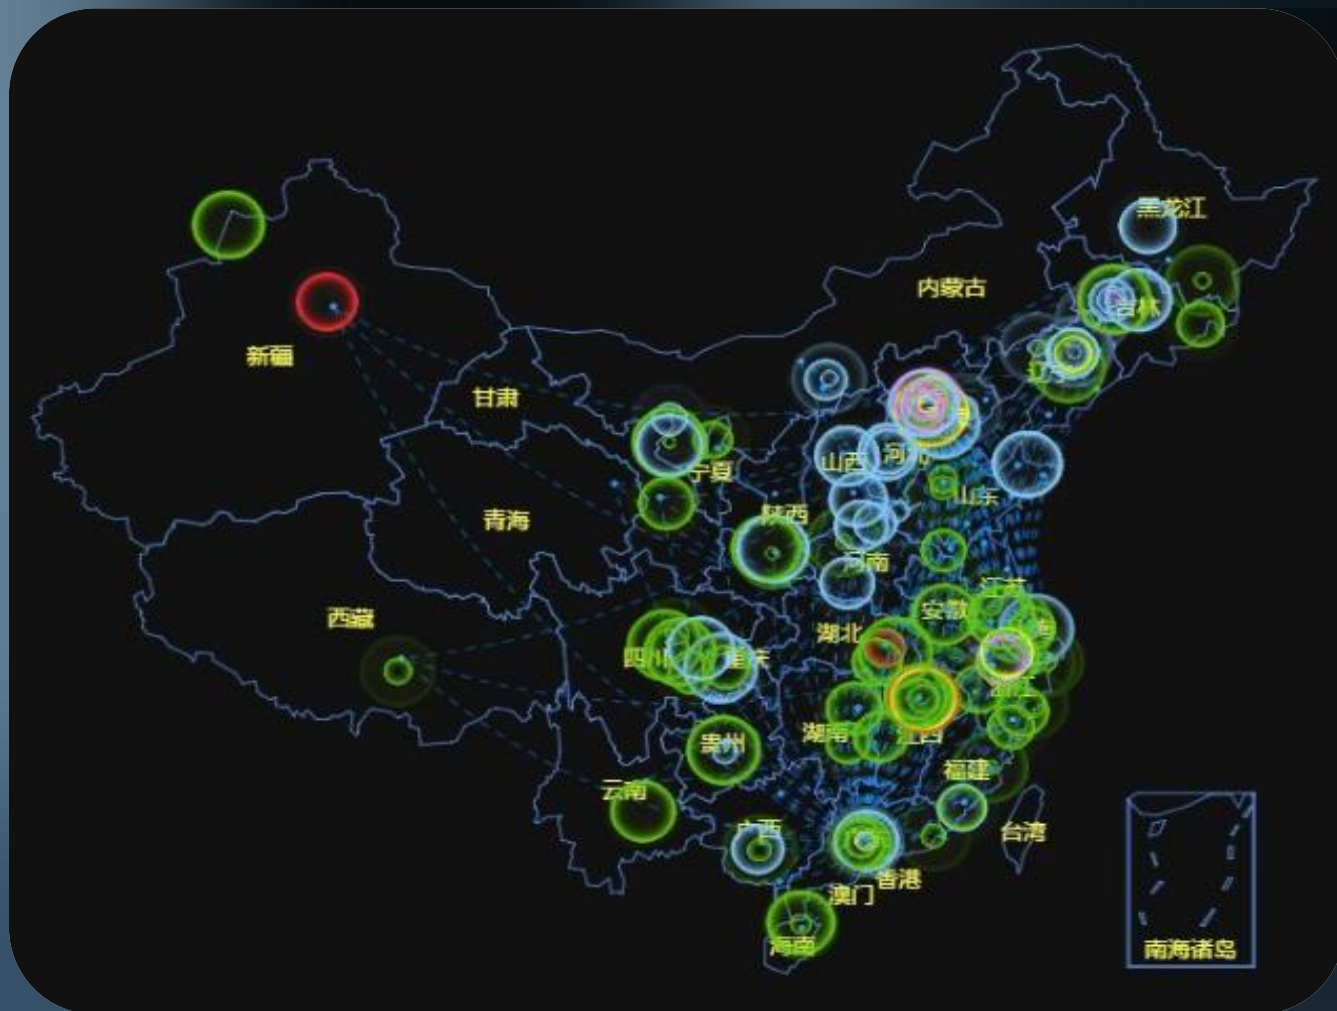 黑龙江
内蒙古
吉林
新疆
甘肃
山西
宁夏
山东
陕西
青海
河南
安徽
西藏
湖北
四川
重庆
湖南
江西
贵州
福建
云南
广西
台湾
香港
澳门
海南
南海诸岛